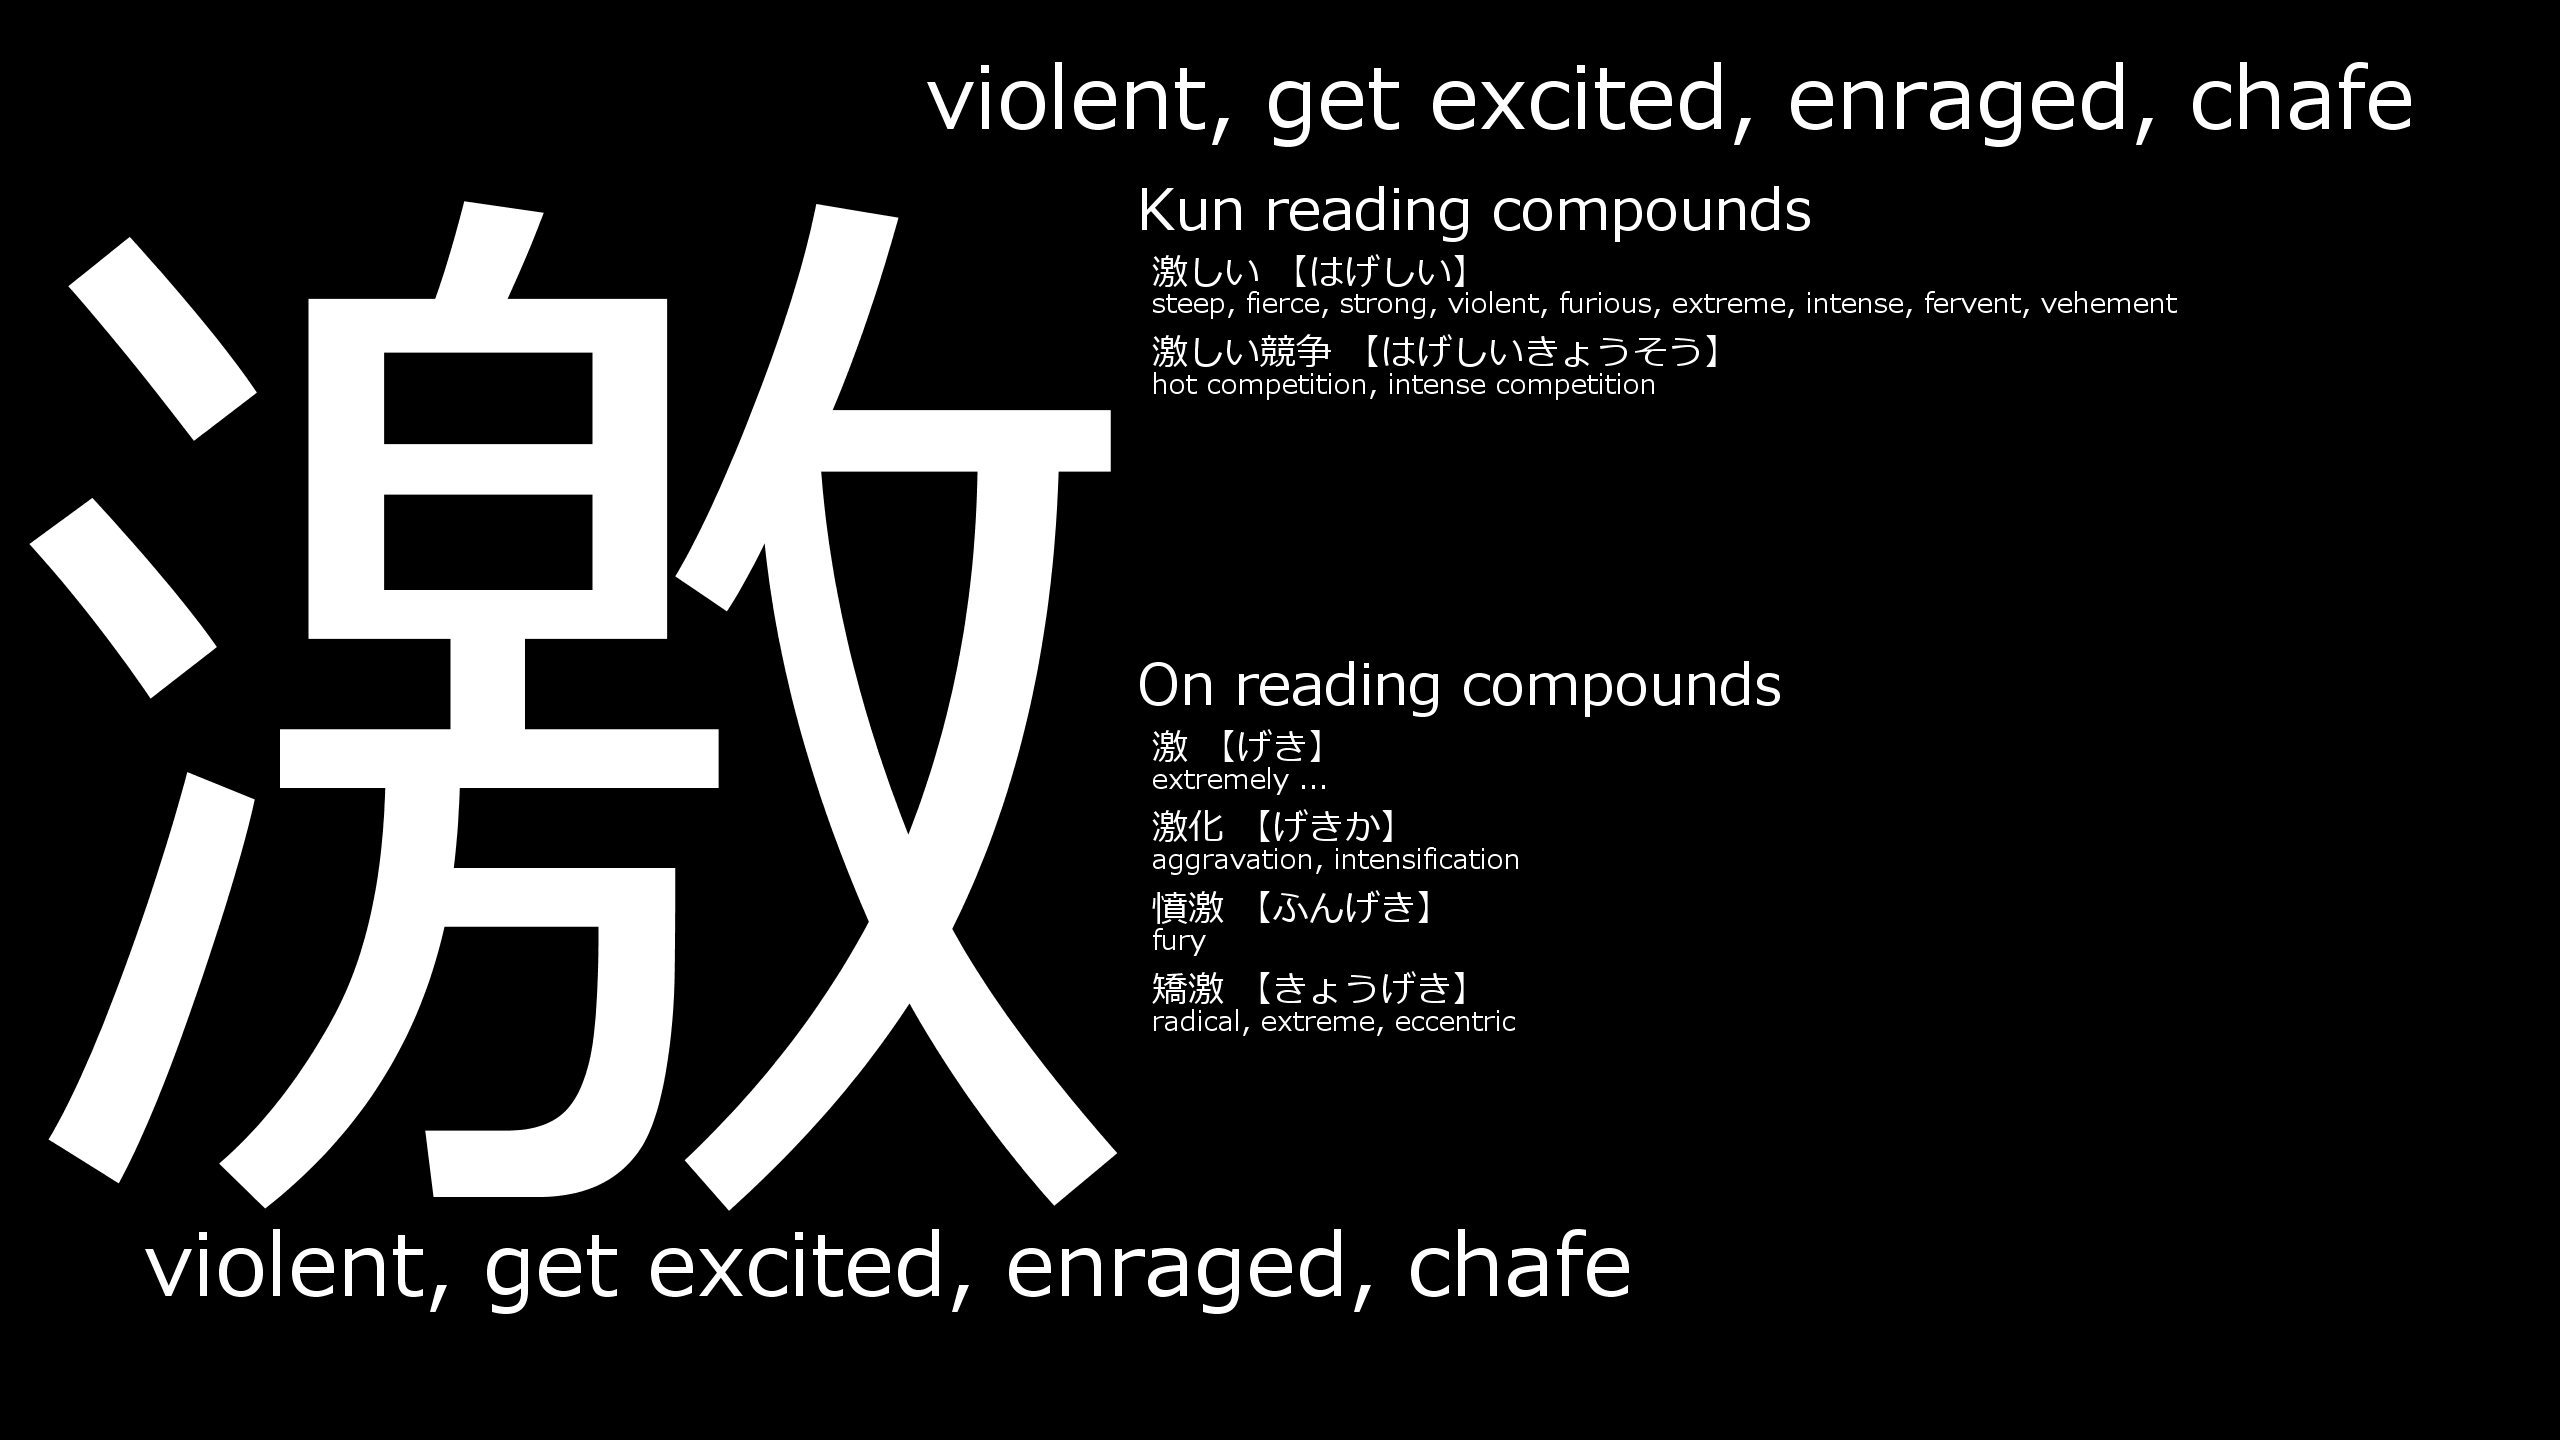 violent, get excited, enraged, chafe
激
Kun reading compounds
激しい 【はげしい】
steep, fierce, strong, violent, furious, extreme, intense, fervent, vehement
激しい競争 【はげしいきょうそう】
hot competition, intense competition
On reading compounds
激 【げき】
extremely ...
激化 【げきか】
aggravation, intensification
憤激 【ふんげき】
fury
矯激 【きょうげき】
radical, extreme, eccentric
violent, get excited, enraged, chafe